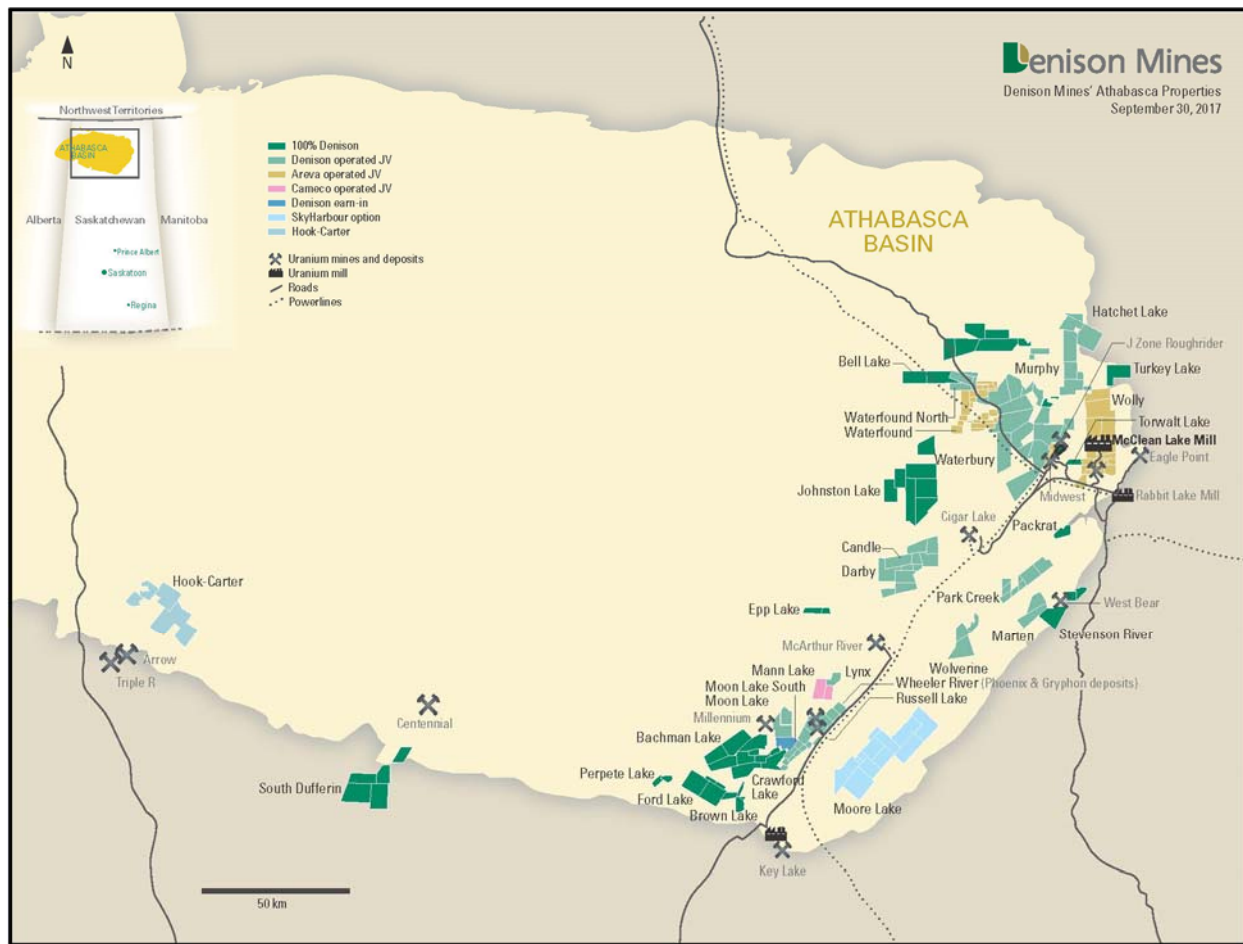 Denison Mines
Denison Mines' Athabasca Properties
September 30, 2017
N
Northwest Territories
ATHABASCA
BASIN
Alberta
Saskatchewan
Manitoba
Prince Albert
Saskatoon
Regina
100% Denison
Denison operated JV
Areva operated JV
Cameco operated JV
Denison earn-in
SkyHarbour option
Hook-Carter
Uranium mines and deposits
Uranium mill
Roads
Powerlines
ATHABASCA
BASIN
Hatchet Lake
J Zone Roughrider
Murphy
Bell Lake
Turkey Lake
Wolly
Waterfound North
Waterfound
Torwalt Lake
McClean Lake Mill
Eagle Point
Waterbury
Johnston Lake
Midwest
Rabbit Lake Mill
Cigar Lake
Packrat
Candle
Darby
Hook-Carter
Park Creek
Epp Lake
West Bear
Marten
Stevenson River
McArthur River
Arrow
Triple R
Wolverine
Mann Lake
Lynx
Wheeler River (Phoenix & Gryphon deposits)
Moon Lake South
Moon Lake
Russell Lake
Millennium
Centennial
Bachman Lake
Perpete Lake
South Dufferin
Crawford
Lake
Ford Lake
Brown Lake
Moore Lake
Key Lake
50 km